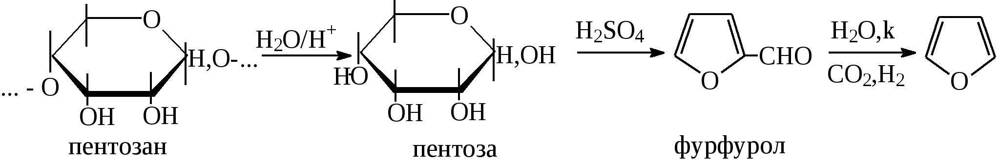 O O O
H₂O/H⁺ H₂SO₄ H₂O,k
H,O-... H,OH CHO
... - O HO O CO₂,H₂ O
OH OH OH OH
пентозан пентоза фурфурол